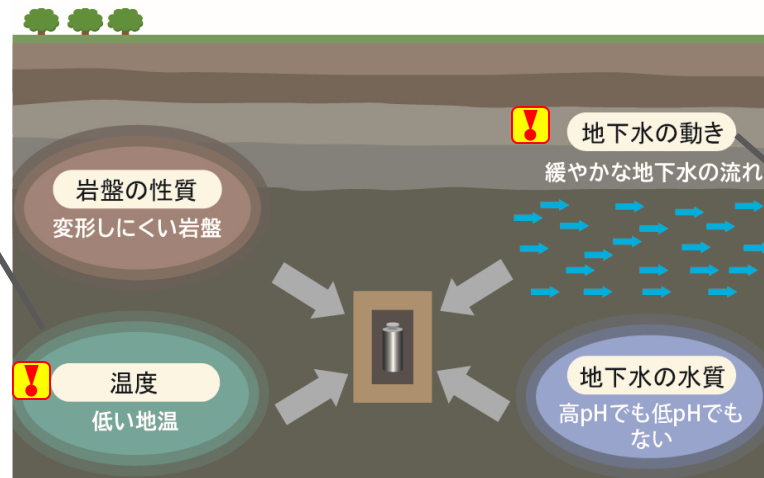 地下水の動き
緩やかな地下水の流れ
岩盤の性質
変形しにくい岩盤
温度
低い地温
地下水の水質
高pHでも低pHでも
ない